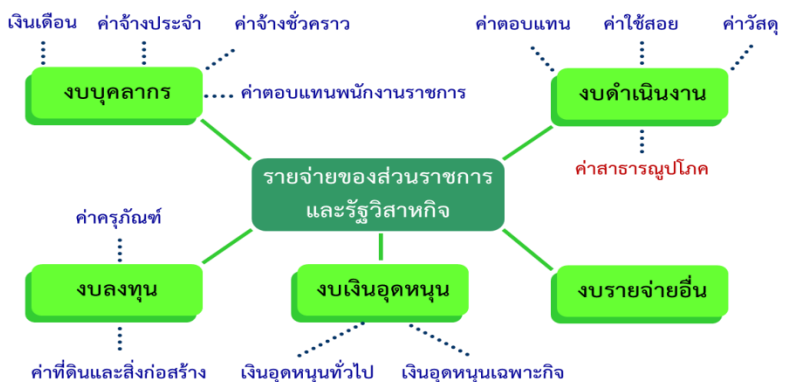 เงินเดือน
ค่าจ้างประจำ
ค่าจ้างชั่วคราว
ค่าตอบแทน
ค่าใช้สอย
ค่าวัสดุ
งบบุคลากร
ค่าตอบแทนพนักงานราชการ
งบดำเนินงาน
ค่าสาธารณูปโภค
รายจ่ายของส่วนราชการ
และรัฐวิสาหกิจ
ค่าครุภัณฑ์
งบลงทุน
งบเงินอุดหนุน
งบรายจ่ายอื่น
ค่าที่ดินและสิ่งก่อสร้าง
เงินอุดหนุนทั่วไป
เงินอุดหนุนเฉพาะกิจ